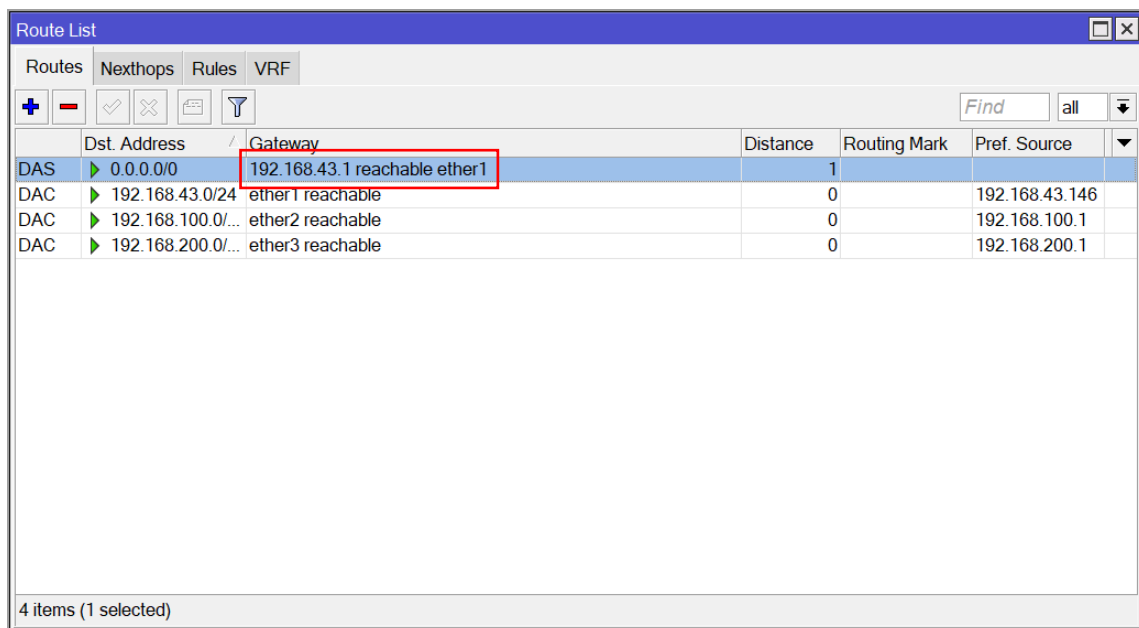 Route List
Routes Nexthops Rules VRF
Find all
Dst. Address Gateway Distance Routing Mark Pref. Source
DAS 0.0.0.0/0 192.168.43.1 reachable ether1 1
DAC 192.168.43.0/24 ether1 reachable 0 192.168.43.146
DAC 192.168.100.0/... ether2 reachable 0 192.168.100.1
DAC 192.168.200.0/... ether3 reachable 0 192.168.200.1
4 items (1 selected)